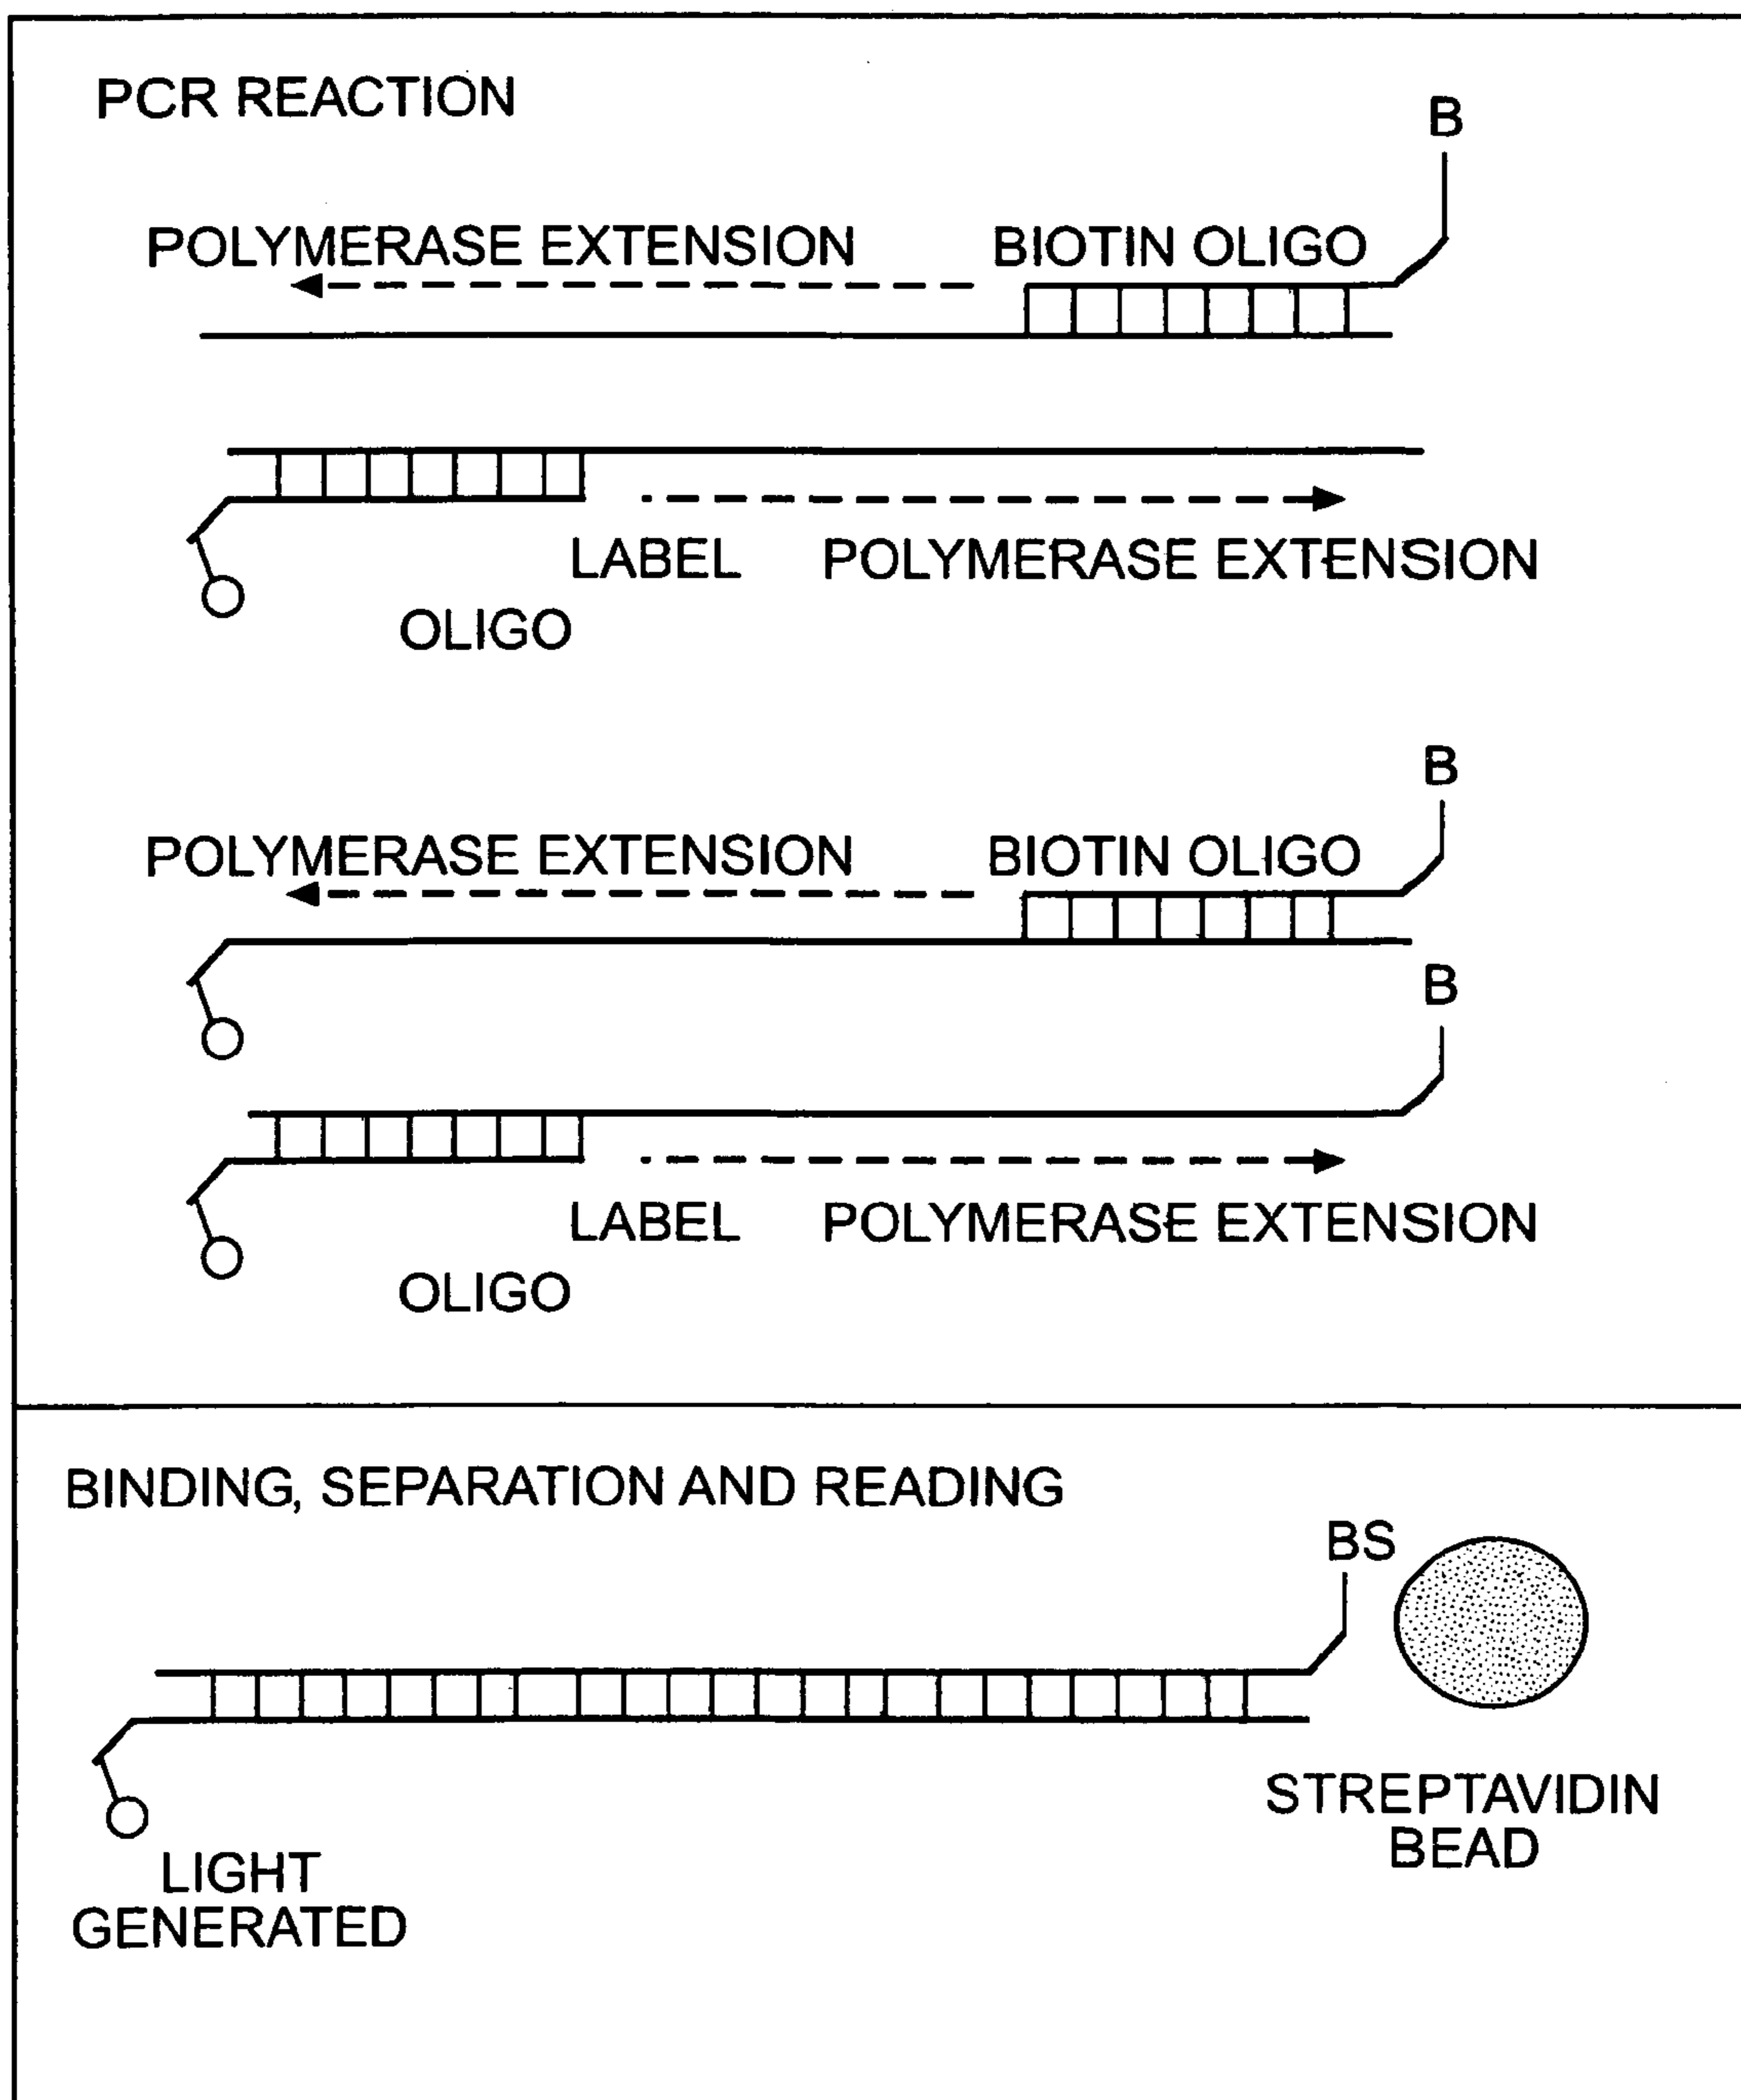 PCR REACTION
B
POLYMERASE EXTENSION BIOTIN OLIGO
LABEL POLYMERASE EXTENSION
OLIGO
B
POLYMERASE EXTENSION BIOTIN OLIGO
B
LABEL POLYMERASE EXTENSION
OLIGO
BINDING, SEPARATION AND READING
BS
STREPTAVIDIN
BEAD
LIGHT
GENERATED